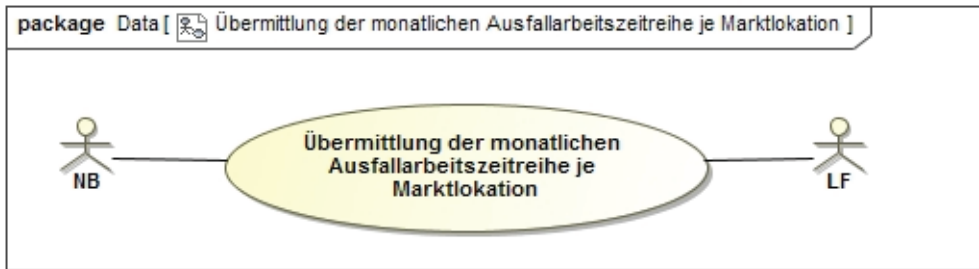 package Data [ Übermittlung der monatlichen Ausfallarbeitszeitreihe je Marktlokation ]
Übermittlung der monatlichen
Ausfallarbeitszeitreihe je
Marktlokation
NB
LF